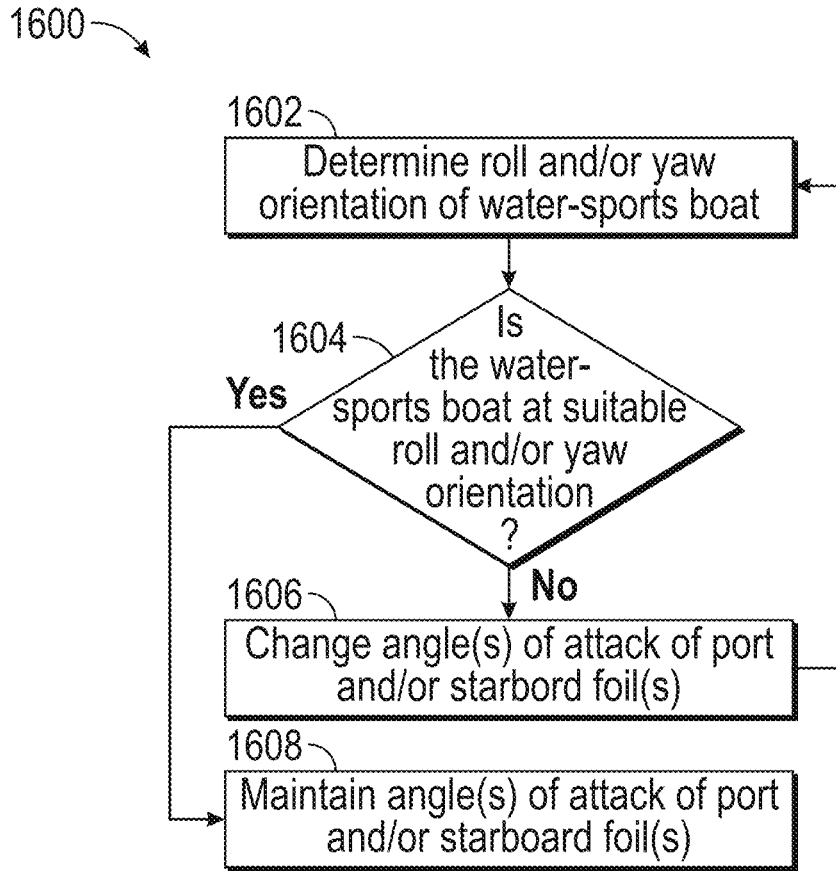 1600
1602
Determine roll and/or yaw
orientation of water-sports boat
1604
Is
the water-
sports boat at suitable
roll and/or yaw
orientation
?
Yes
No
1606
Change angle(s) of attack of port
and/or starbord foil(s)
1608
Maintain angle(s) of attack of port
and/or starboard foil(s)